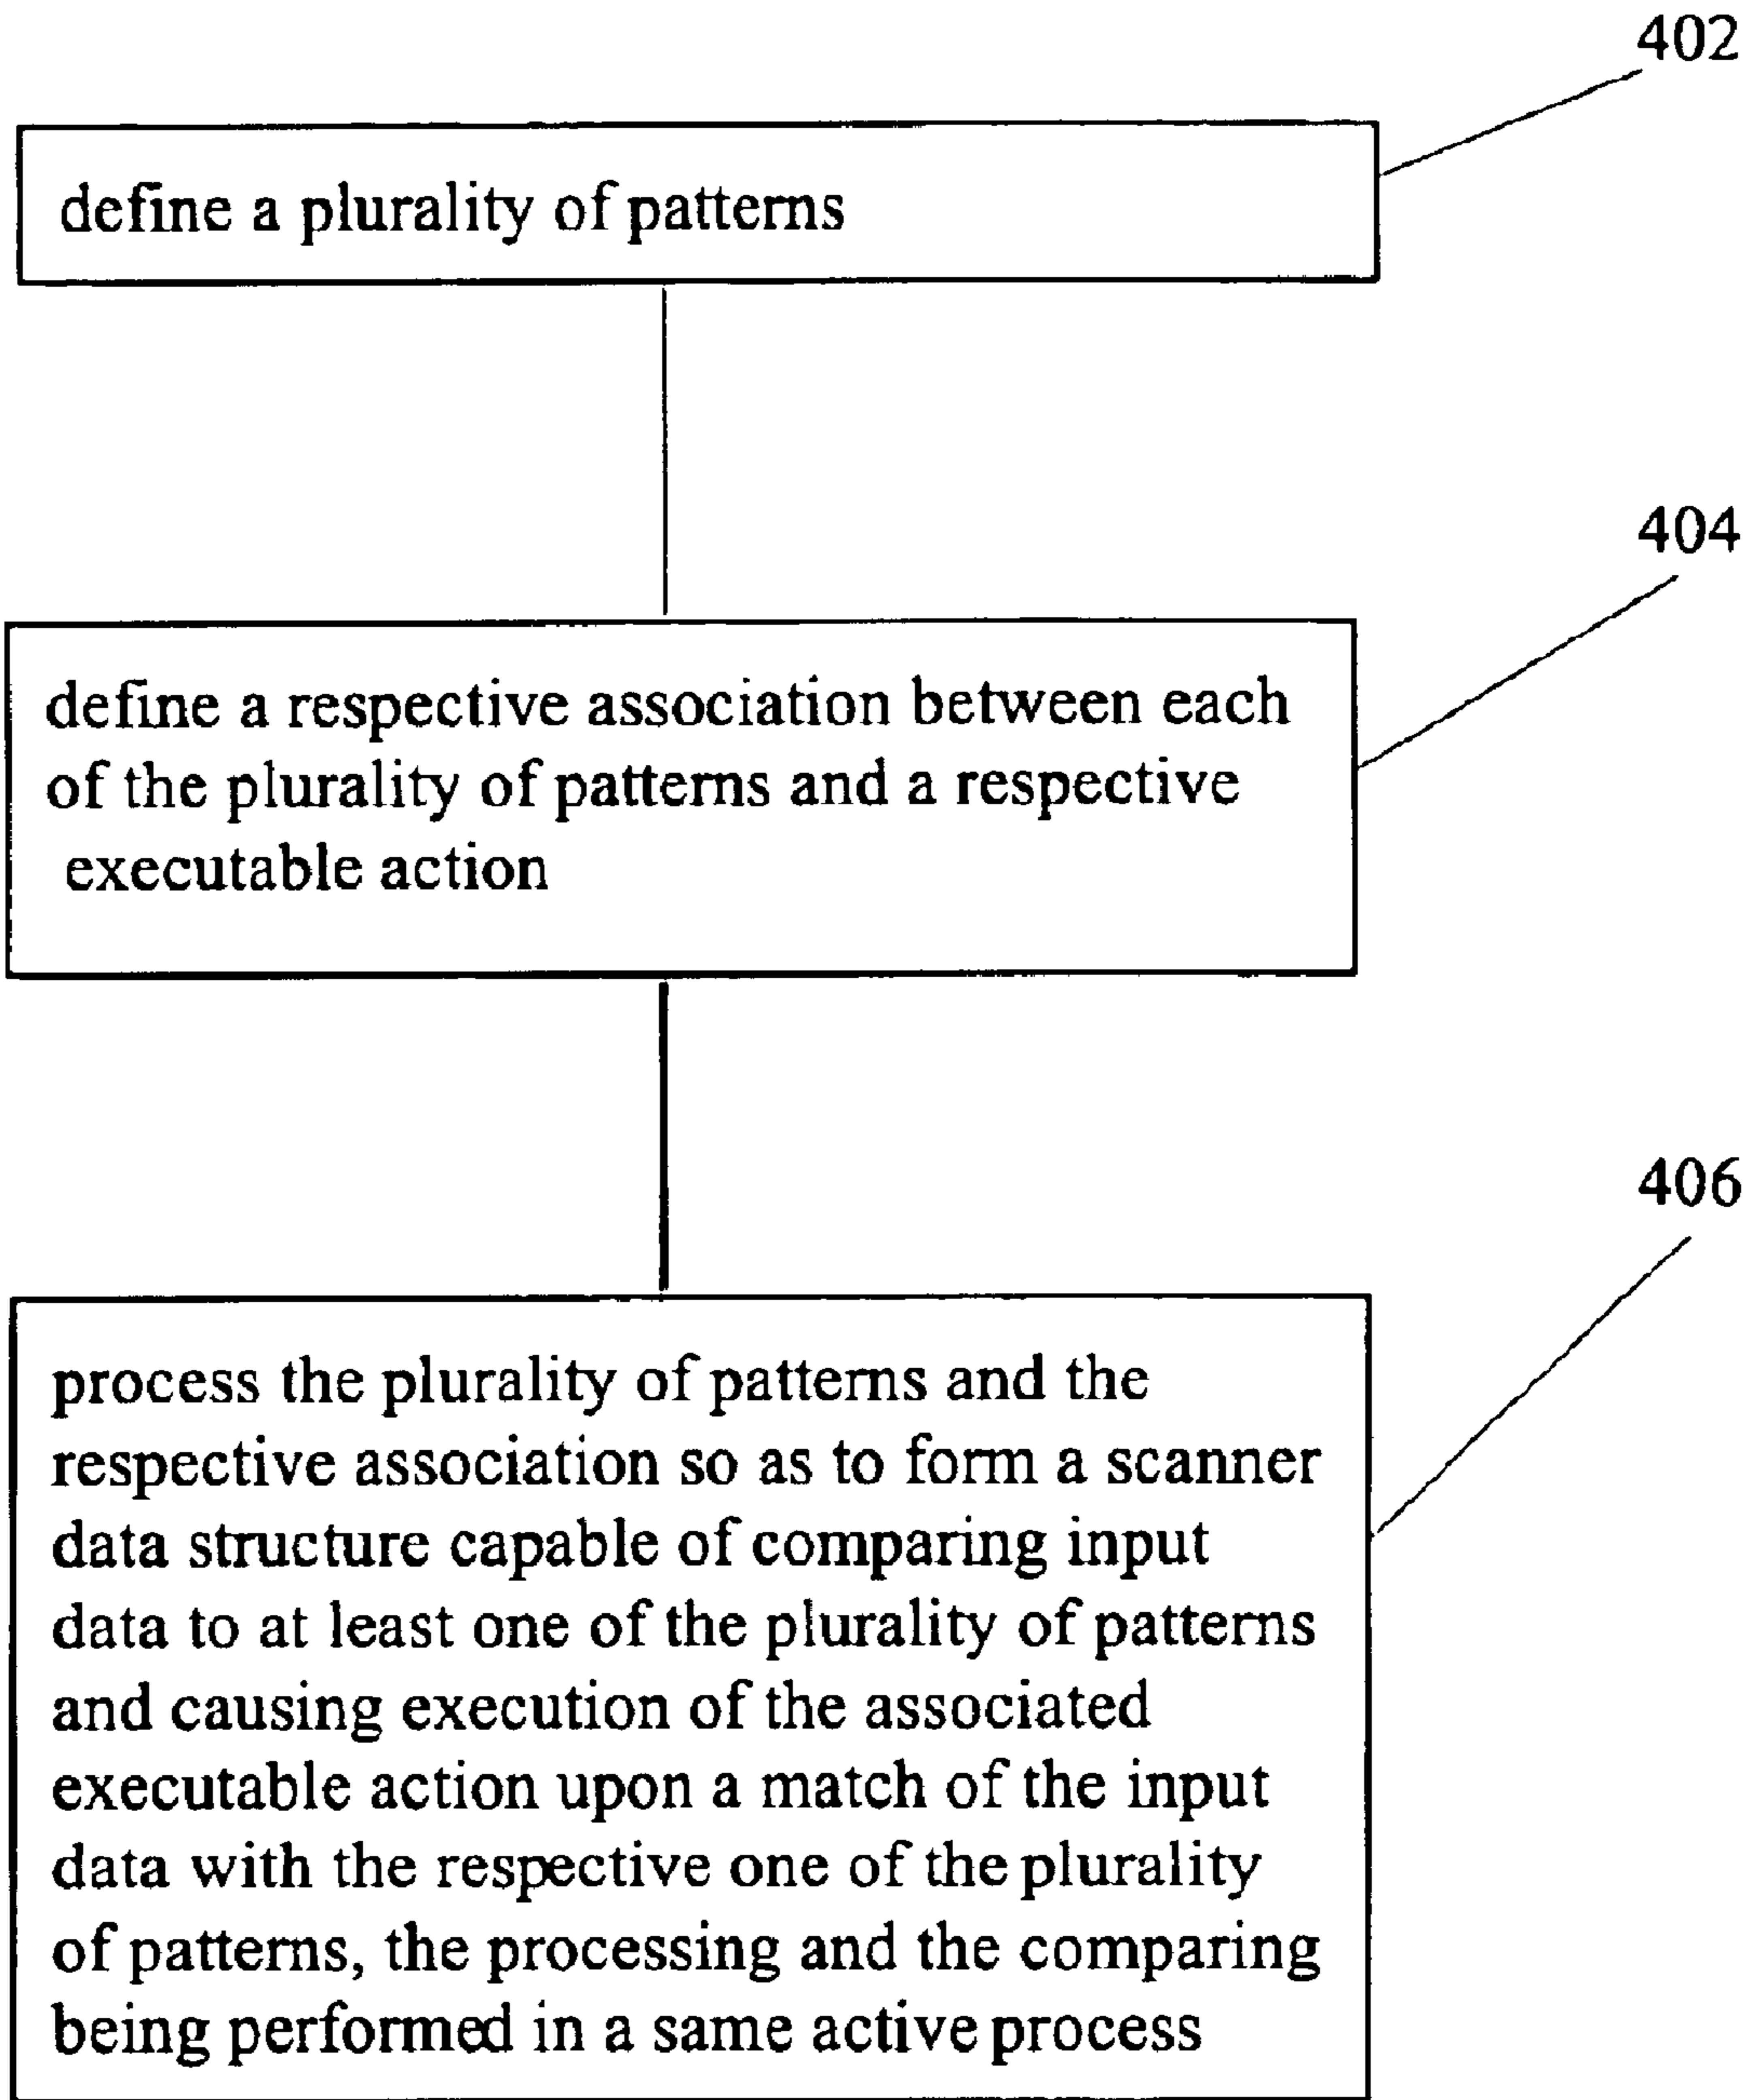 402
define a plurality of patterns
404
define a respective association between each
of the plurality of patterns and a respective
executable action
406
process the plurality of patterns and the
respective association so as to form a scanner
data structure capable of comparing input
data to at least one of the plurality of patterns
and causing execution of the associated
executable action upon a match of the input
data with the respective one of the plurality
of patterns, the processing and the comparing
being performed in a same active process